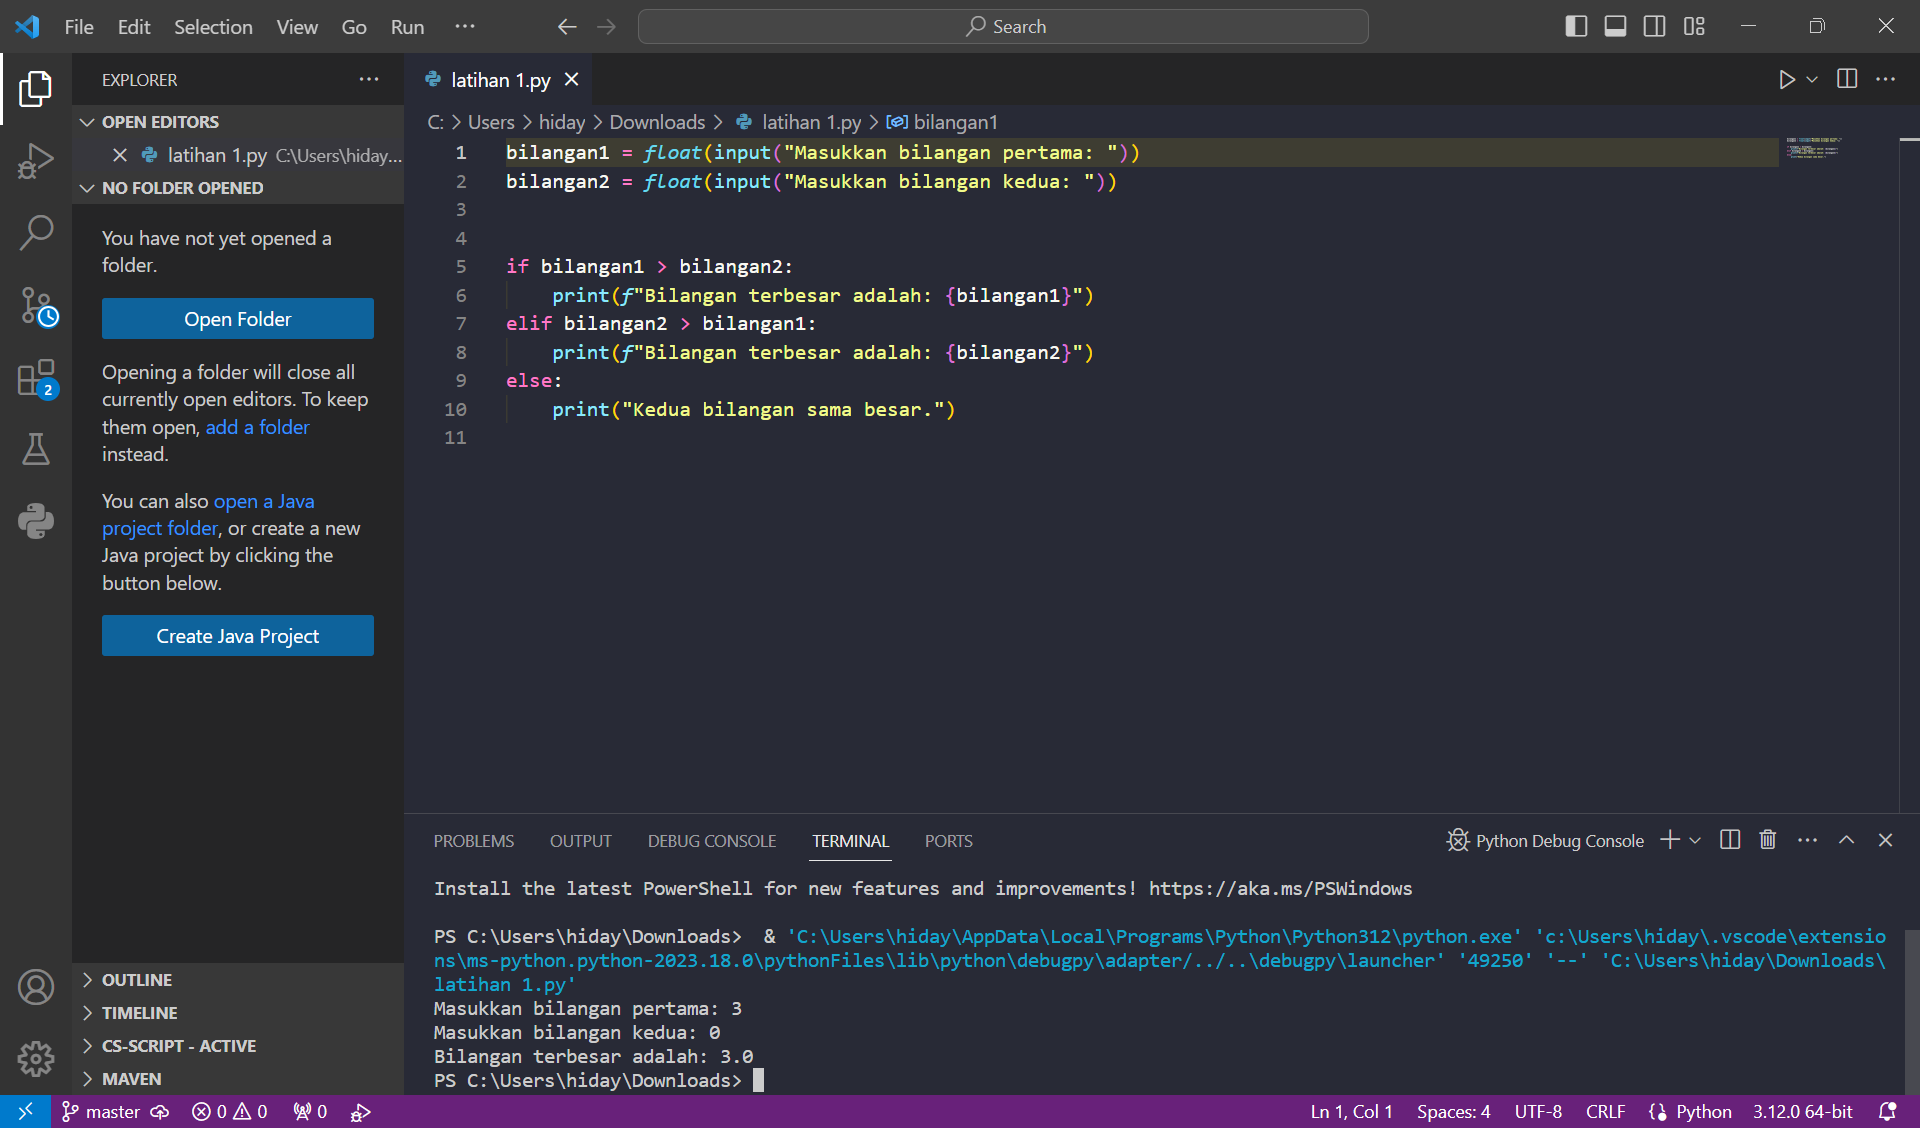 File Edit Selection View Go Run ··· Search
EXPLORER ···
OPEN EDITORS
latihan 1.py C:\Users\hiday...
NO FOLDER OPENED
You have not yet opened a
folder.
Open Folder
Opening a folder will close all
currently open editors. To keep
them open, add a folder
instead.
You can also open a Java
project folder, or create a new
Java project by clicking the
button below.
Create Java Project
OUTLINE
TIMELINE
CS-SCRIPT - ACTIVE
MAVEN
2
latihan 1.py
C: > Users > hiday > Downloads > latihan 1.py > bilangan1
1 bilangan1 = float(input("Masukkan bilangan pertama: "))
2 bilangan2 = float(input("Masukkan bilangan kedua: "))
3
4
5 if bilangan1 > bilangan2:
6     print(f"Bilangan terbesar adalah: {bilangan1}")
7 elif bilangan2 > bilangan1:
8     print(f"Bilangan terbesar adalah: {bilangan2}")
9 else:
10     print("Kedua bilangan sama besar.")
11
PROBLEMS OUTPUT DEBUG CONSOLE TERMINAL PORTS Python Debug Console
Install the latest PowerShell for new features and improvements! https://aka.ms/PSWindows
PS C:\Users\hiday\Downloads>  & 'C:\Users\hiday\AppData\Local\Programs\Python\Python312\python.exe' 'c:\Users\hiday\.vscode\extensio
ns\ms-python.python-2023.18.0\pythonFiles\lib\python\debugpy\adapter/../..\debugpy\launcher' '49250' '--' 'C:\Users\hiday\Downloads\
latihan 1.py'
Masukkan bilangan pertama: 3
Masukkan bilangan kedua: 0
Bilangan terbesar adalah: 3.0
PS C:\Users\hiday\Downloads>
master 0 0 0 Ln 1, Col 1 Spaces: 4 UTF-8 CRLF Python 3.12.0 64-bit